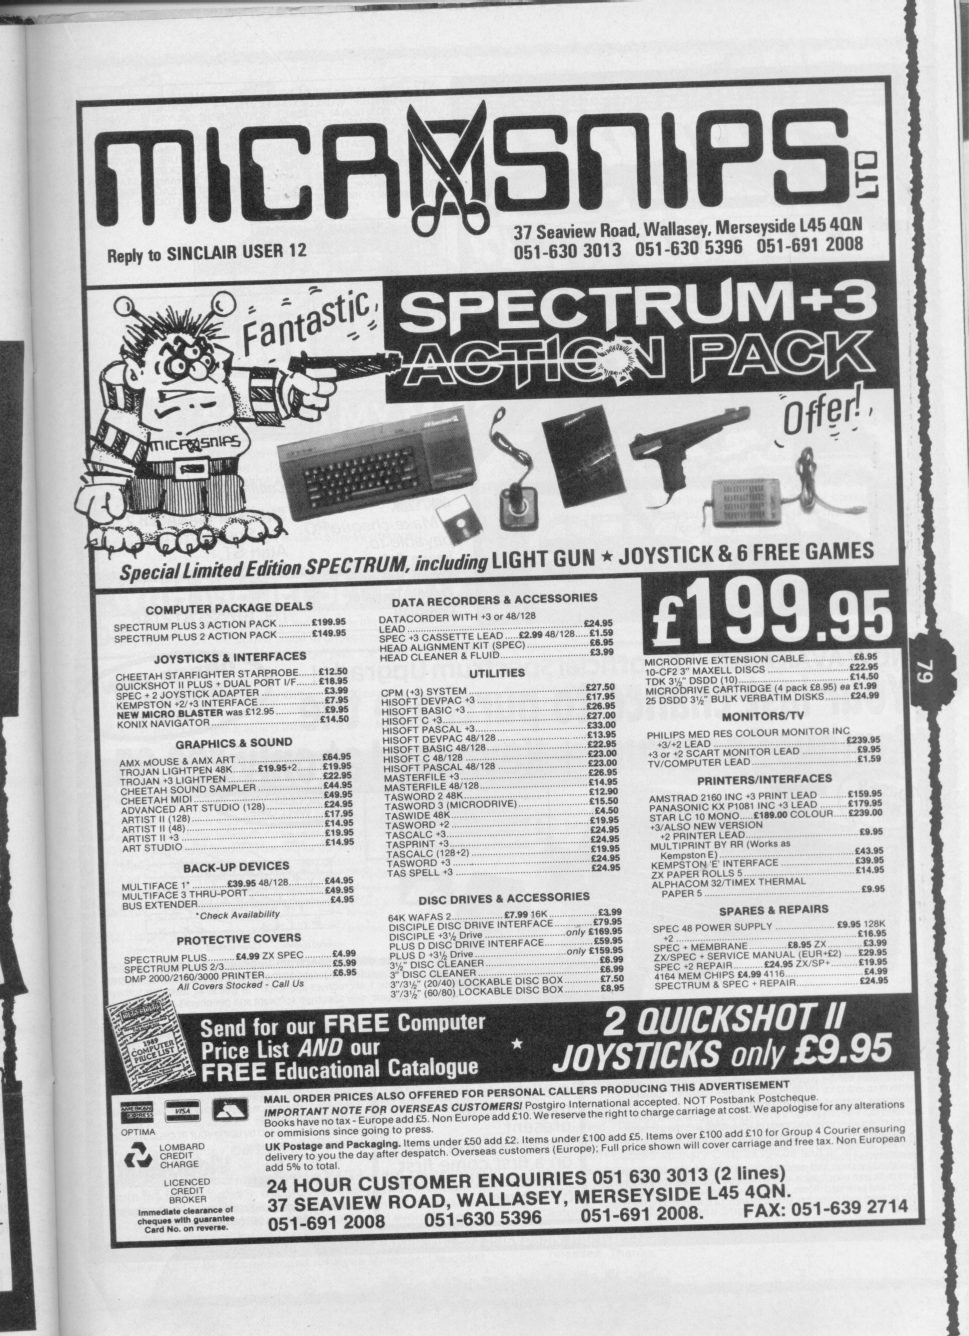 MICROSNIPS LTD
37 Seaview Road, Wallasey, Merseyside L45 4QN
Reply to SINCLAIR USER 12
051-630 3013 051-630 5396 051-691 2008
Fantastic
SPECTRUM+3
ACTION PACK
Offer!
MICROSNIPS
Special Limited Edition SPECTRUM, including LIGHT GUN ★ JOYSTICK & 6 FREE GAMES
£199.95
COMPUTER PACKAGE DEALS
SPECTRUM PLUS 3 ACTION PACK ..........£199.95
SPECTRUM PLUS 2 ACTION PACK ..........£149.95
JOYSTICKS & INTERFACES
CHEETAH STARFIGHTER STARPROBE.....£12.50
QUICKSHOT II PLUS + DUAL PORT I/F......£18.95
SPEC + 2 JOYSTICK ADAPTER ................£3.99
KEMPSTON +2/+3 INTERFACE................£7.95
NEW MICRO BLASTER was £12.95.............£9.95
KONIX NAVIGATOR................................£14.50
GRAPHICS & SOUND
AMX MOUSE & AMX ART ........................£64.95
TROJAN LIGHTPEN 48K.......£19.95+2........£19.95
TROJAN +3 LIGHTPEN...........................£22.95
CHEETAH SOUND SAMPLER...................£44.95
CHEETAH MIDI.....................................£49.95
ADVANCED ART STUDIO (128)................£24.95
ARTIST II (128)......................................£17.95
ARTIST II (48).......................................£14.95
ARTIST II +3.........................................£19.95
ART STUDIO ........................................£14.95
BACK-UP DEVICES
MULTIFACE 1* .........£39.95 48/128.........£44.95
MULTIFACE 3 THRU-PORT....................£49.95
BUS EXTENDER....................................£4.95
*Check Availability
PROTECTIVE COVERS
SPECTRUM PLUS.......£4.99 ZX SPEC.......£4.99
SPECTRUM PLUS 2/3.............................£5.99
DMP 2000/2160/3000 PRINTER...............£6.95
All Covers Stocked - Call Us
DATA RECORDERS & ACCESSORIES
DATACORDER WITH +3 or 48/128
LEAD ..................................................£24.95
SPEC +3 CASSETTE LEAD .....£2.99 48/128....£1.59
HEAD ALIGNMENT KIT (SPEC)................£6.95
HEAD CLEANER & FLUID........................£3.99
UTILITIES
CPM (+3) SYSTEM ................................£27.50
HISOFT DEVPAC +3 .............................£17.95
HISOFT BASIC +3 ................................£26.95
HISOFT C +3........................................£27.00
HISOFT PASCAL +3..............................£33.00
HISOFT DEVPAC 48/128........................£13.95
HISOFT BASIC 48/128...........................£22.95
HISOFT C 48/128..................................£23.00
HISOFT PASCAL 48/128 .......................£23.00
MASTERFILE +3...................................£26.95
MASTERFILE 48/128.............................£14.95
TASWORD 2 48K..................................£12.90
TASWORD 3 (MICRODRIVE)..................£15.50
TASWIDE 48K.......................................£4.50
TASWORD +2.......................................£19.95
TASCALC +3........................................£24.95
TASPRINT +3.......................................£24.95
TASCALC (128+2).................................£19.95
TASWORD +3.......................................£24.95
TAS SPELL +3......................................£24.95
DISC DRIVES & ACCESSORIES
64K WAFAS 2...............£7.99 16K.............£3.99
DISCIPLE DISC DRIVE INTERFACE...........£79.95
DISCIPLE +3½ Drive.....................only £169.95
PLUS D DISC DRIVE INTERFACE.............£59.95
PLUS D +3½ Drive........................only £159.95
3½" DISC CLEANER..............................£6.99
3" DISC CLEANER.................................£6.99
3"/3½" (20/40) LOCKABLE DISC BOX........£7.50
3"/3½" (60/80) LOCKABLE DISC BOX........£8.95
MICRODRIVE EXTENSION CABLE............£6.95
10-CF2 3" MAXELL DISCS......................£22.95
TDK 3½" DSDD (10)..............................£14.50
MICRODRIVE CARTRIDGE (4 pack £8.95) ea £1.99
25 DSDD 3½" BULK VERBATIM DISKS......£24.99
MONITORS/TV
PHILIPS MED RES COLOUR MONITOR INC
+3/+2 LEAD ........................................£239.95
+3 or +2 SCART MONITOR LEAD ............£9.95
TV/COMPUTER LEAD............................£1.59
PRINTERS/INTERFACES
AMSTRAD 2160 INC +3 PRINT LEAD .......£159.95
PANASONIC KX P1081 INC +3 LEAD .......£179.95
STAR LC 10 MONO....£189.00 COLOUR....£239.00
+3/ALSO NEW VERSION
+2 PRINTER LEAD................................£9.95
MULTIPRINT BY RR (Works as
Kempston E)........................................£43.95
KEMPSTON 'E' INTERFACE ...................£39.95
ZX PAPER ROLLS 5...............................£14.95
ALPHACOM 32/TIMEX THERMAL
PAPER 5..............................................£9.95
SPARES & REPAIRS
SPEC 48 POWER SUPPLY .............£9.95 128K
+2.......................................................£16.95
SPEC + MEMBRANE..........£8.95 ZX.........£3.99
ZX/SPEC + SERVICE MANUAL (EUR+£2)....£29.95
SPEC +2 REPAIR.........£24.95 ZX/SP+......£19.95
4164 MEM CHIPS £4.99 4116..................£4.99
SPECTRUM & SPEC + REPAIR................£24.95
1989
COMPUTER
PRICE LIST
Send for our FREE Computer
Price List AND our
FREE Educational Catalogue
★
2 QUICKSHOT II
JOYSTICKS only £9.95
AMERICAN EXPRESS
VISA
OPTIMA
LOMBARD
CREDIT
CHARGE
LICENCED
CREDIT
BROKER
Immediate clearance of
cheques with guarantee
Card No. on reverse.
MAIL ORDER PRICES ALSO OFFERED FOR PERSONAL CALLERS PRODUCING THIS ADVERTISEMENT
IMPORTANT NOTE FOR OVERSEAS CUSTOMERS! Postgiro International accepted. NOT Postbank Postcheque.
Books have no tax - Europe add £5. Non Europe add £10. We reserve the right to charge carriage at cost. We apologise for any alterations
or ommisions since going to press.
UK Postage and Packaging. Items under £50 add £2. Items under £100 add £5. Items over £100 add £10 for Group 4 Courier ensuring
delivery to you the day after despatch. Overseas customers (Europe); Full price shown will cover carriage and free tax. Non European
add 5% to total.
24 HOUR CUSTOMER ENQUIRIES 051 630 3013 (2 lines)
37 SEAVIEW ROAD, WALLASEY, MERSEYSIDE L45 4QN.
051-691 2008 051-630 5396 051-691 2008. FAX: 051-639 2714
79